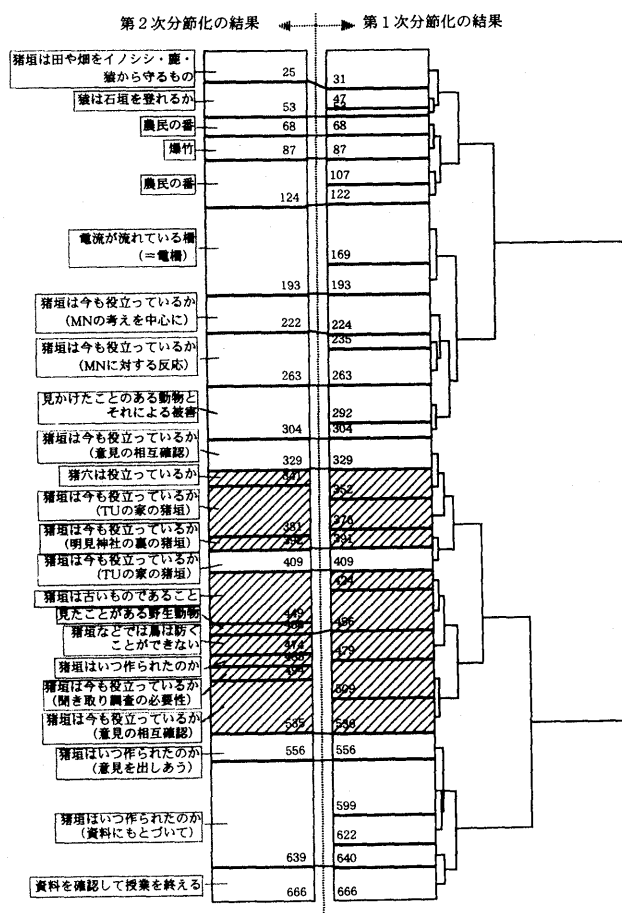 第2次分節化の結果
第1次分節化の結果
猪垣は田や畑をイノシシ・鹿・
猿から守るもの
25
31
猿は石垣を登れるか
47
53
農民の番
68
68
爆竹
87
87
農民の番
107
124
122
電流が流れている柵
(=電柵)
169
193
193
猪垣は今も役立っているか
(MNの考えを中心に)
222
224
猪垣は今も役立っているか
(MNに対する反応)
235
263
263
見かけたことのある動物と
それによる被害
292
304
304
猪垣は今も役立っているか
(意見の相互確認)
329
329
猪穴は役立っているか
341
352
猪垣は今も役立っているか
(TUの家の猪垣)
378
381
猪垣は今も役立っているか
(明見神社の裏の猪垣)
392
391
猪垣は今も役立っているか
(TUの家の猪垣)
409
409
424
猪垣は古いものであること
449
見たことがある野生動物
456
猪垣などでは鳥は防ぐ
ことができない
474
479
猪垣はいつ作られたのか
猪垣は今も役立っているか
(聞き取り調査の必要性)
509
猪垣は今も役立っているか
(意見の相互確認)
535
536
猪垣はいつ作られたのか
(意見を出しあう)
556
556
599
猪垣はいつ作られたのか
(資料にもとづいて)
622
639
640
資料を確認して授業を終える
666
666